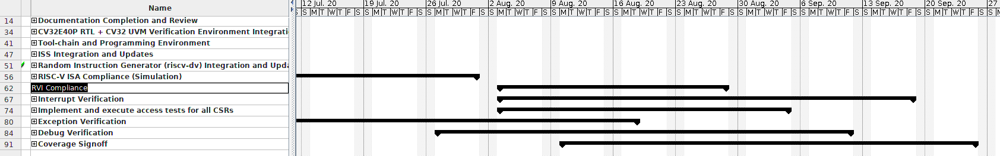 Name
12 Jul. 20 19 Jul. 20 26 Jul. 20 2 Aug. 20 9 Aug. 20 16 Aug. 20 23 Aug. 20 30 Aug. 20 6 Sep. 20 13 Sep. 20 20 Sep. 20 27
S S M T W T F S S M T W T F S S M T W T F S S M T W T F S S M T W T F S S M T W T F S S M T W T F S S M T W T F S S M T W T F S S M T W T F S S M T W T F S S M
14 Documentation Completion and Review
34 CV32E40P RTL + CV32 UVM Verification Environment Integrati
41 Tool-chain and Programming Environment
47 ISS Integration and Updates
51 Random Instruction Generator (riscv-dv) Integration and Upda
56 RISC-V ISA Compliance (Simulation)
62 RVI Compliance
67 Interrupt Verification
74 Implement and execute access tests for all CSRs
80 Exception Verification
84 Debug Verification
91 Coverage Signoff